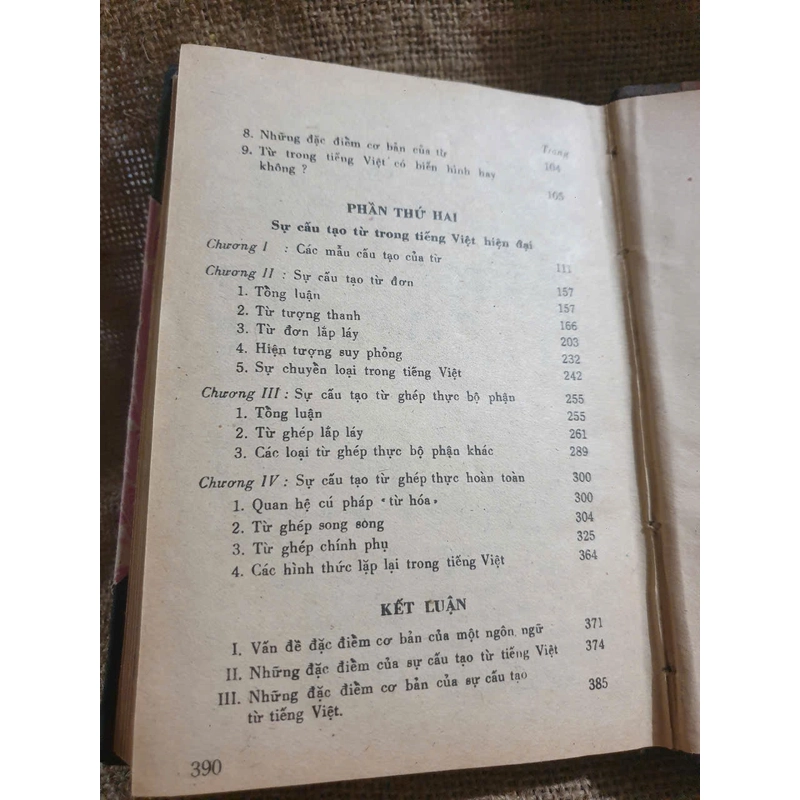 Trang
8. Những đặc điểm cơ bản của từ 104
9. Từ trong tiếng Việt có biến hình hay
không ? 105
PHẦN THỨ HAI
Sự cấu tạo từ trong tiếng Việt hiện đại
Chương I : Các mẫu cấu tạo của từ 111
Chương II : Sự cấu tạo từ đơn 157
1. Tổng luận 157
2. Từ tượng thanh 166
3. Từ đơn lắp láy 203
4. Hiện tượng suy phỏng 232
5. Sự chuyển loại trong tiếng Việt 242
Chương III : Sự cấu tạo từ ghép thực bộ phận 255
1. Tổng luận 255
2. Từ ghép lắp láy 261
3. Các loại từ ghép thực bộ phận khác 289
Chương IV : Sự cấu tạo từ ghép thực hoàn toàn 300
1. Quan hệ cú pháp «từ hóa» 300
2. Từ ghép song song 304
3. Từ ghép chính phụ 325
4. Các hình thức lặp lại trong tiếng Việt 364
KẾT LUẬN
I. Vấn đề đặc điểm cơ bản của một ngôn ngữ 371
II. Những đặc điểm của sự cấu tạo từ tiếng Việt 374
III. Những đặc điểm cơ bản của sự cấu tạo
từ tiếng Việt. 385
390